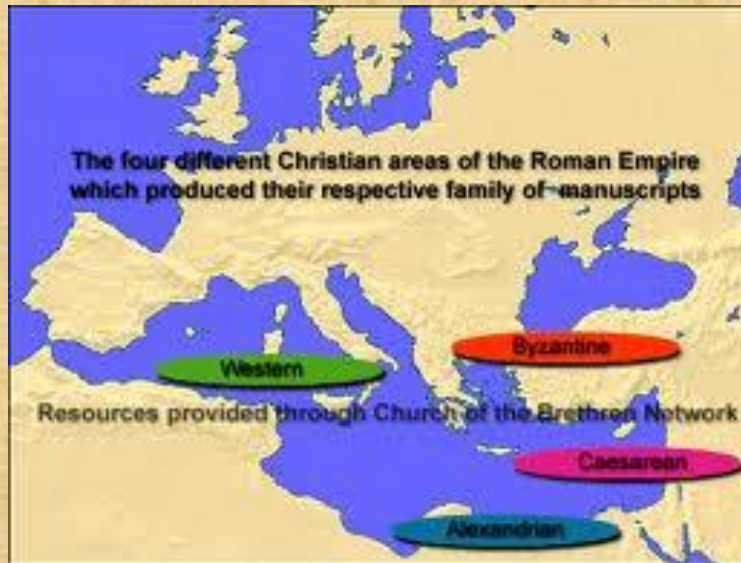 The four different Christian areas of the Roman Empire
which produced their respective family of manuscripts
Byzantine
Western
Resources provided through Church of the Brethren Network
Caesarean
Alexandrian